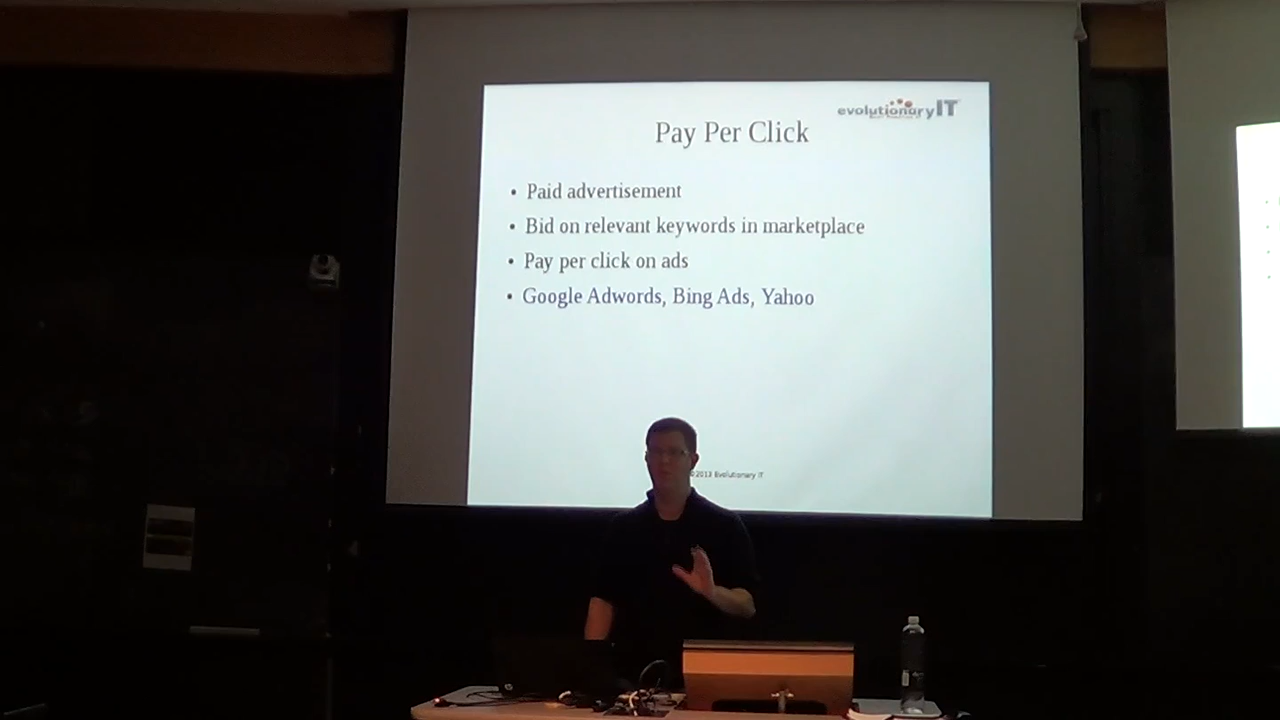 evolutionaryIT
Pay Per Click
• Paid advertisement
• Bid on relevant keywords in marketplace
• Pay per click on ads
• Google Adwords, Bing Ads, Yahoo
©2013 Evolutionary IT